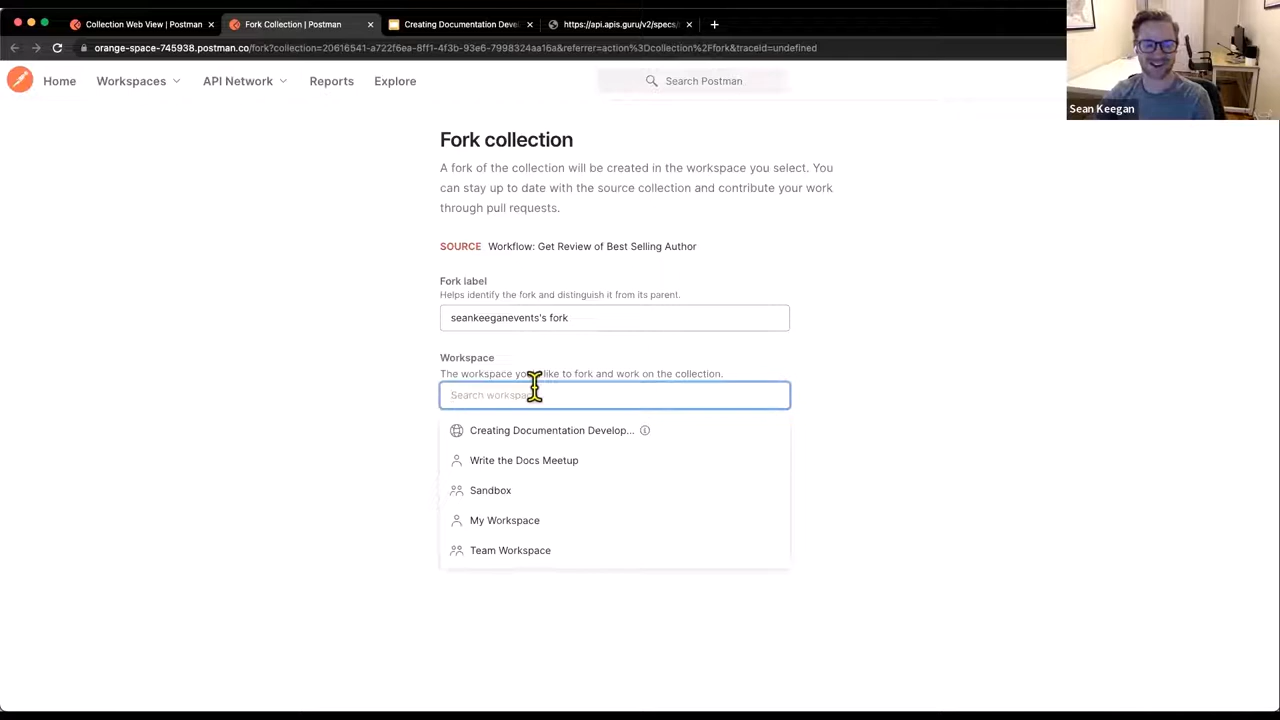 Collection Web View | Postman
Fork Collection | Postman
Creating Documentation Devel
https://api.apis.guru/v2/specs/
orange-space-745938.postman.co/fork?collection=20616541-a722f6ea-8ff1-4f3b-93e6-7998324aa16a&referrer=action%3Dcollection%2Ffork&traceId=undefined
Home
Workspaces
API Network
Reports
Explore
Search Postman
Sean Keegan
Fork collection
A fork of the collection will be created in the workspace you select. You
can stay up to date with the source collection and contribute your work
through pull requests.
SOURCE Workflow: Get Review of Best Selling Author
Fork label
Helps identify the fork and distinguish it from its parent.
seankeeganevents's fork
Workspace
The workspace you like to fork and work on the collection.
Search workspa
Creating Documentation Develop...
Write the Docs Meetup
Sandbox
My Workspace
Team Workspace